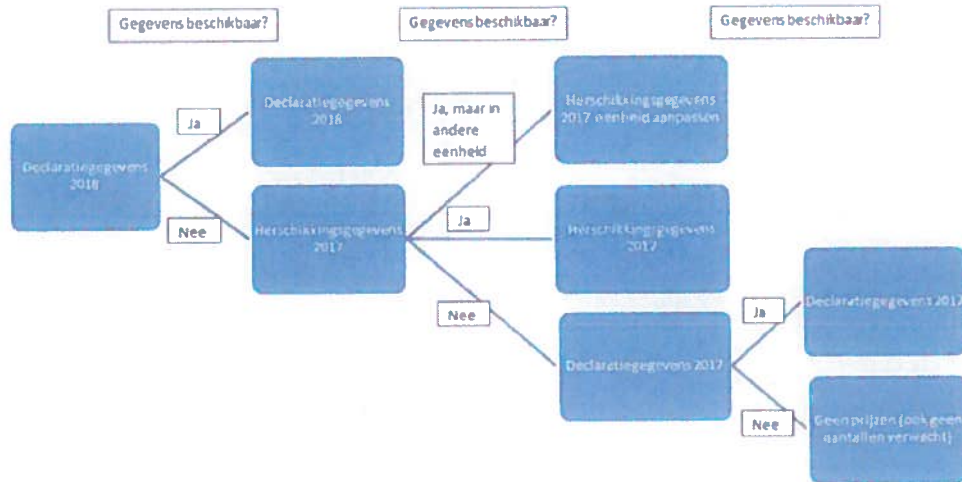 Gegevens beschikbaar?
Gegevens beschikbaar?
Gegevens beschikbaar?
Declaratiegegevens
2018
Ja
Nee
Declaratiegegevens
2018
Herschikkingsgegevens
2017
Ja, maar in
andere
eenheid
Ja
Nee
Herschikkingsgegevens
2017 eenheid aanpassen
Herschikkingsgegevens
2017
Declaratiegegevens 2017
Ja
Nee
Declaratiegegevens 2017
Geen prijzen (ook geen
aantallen verwacht)